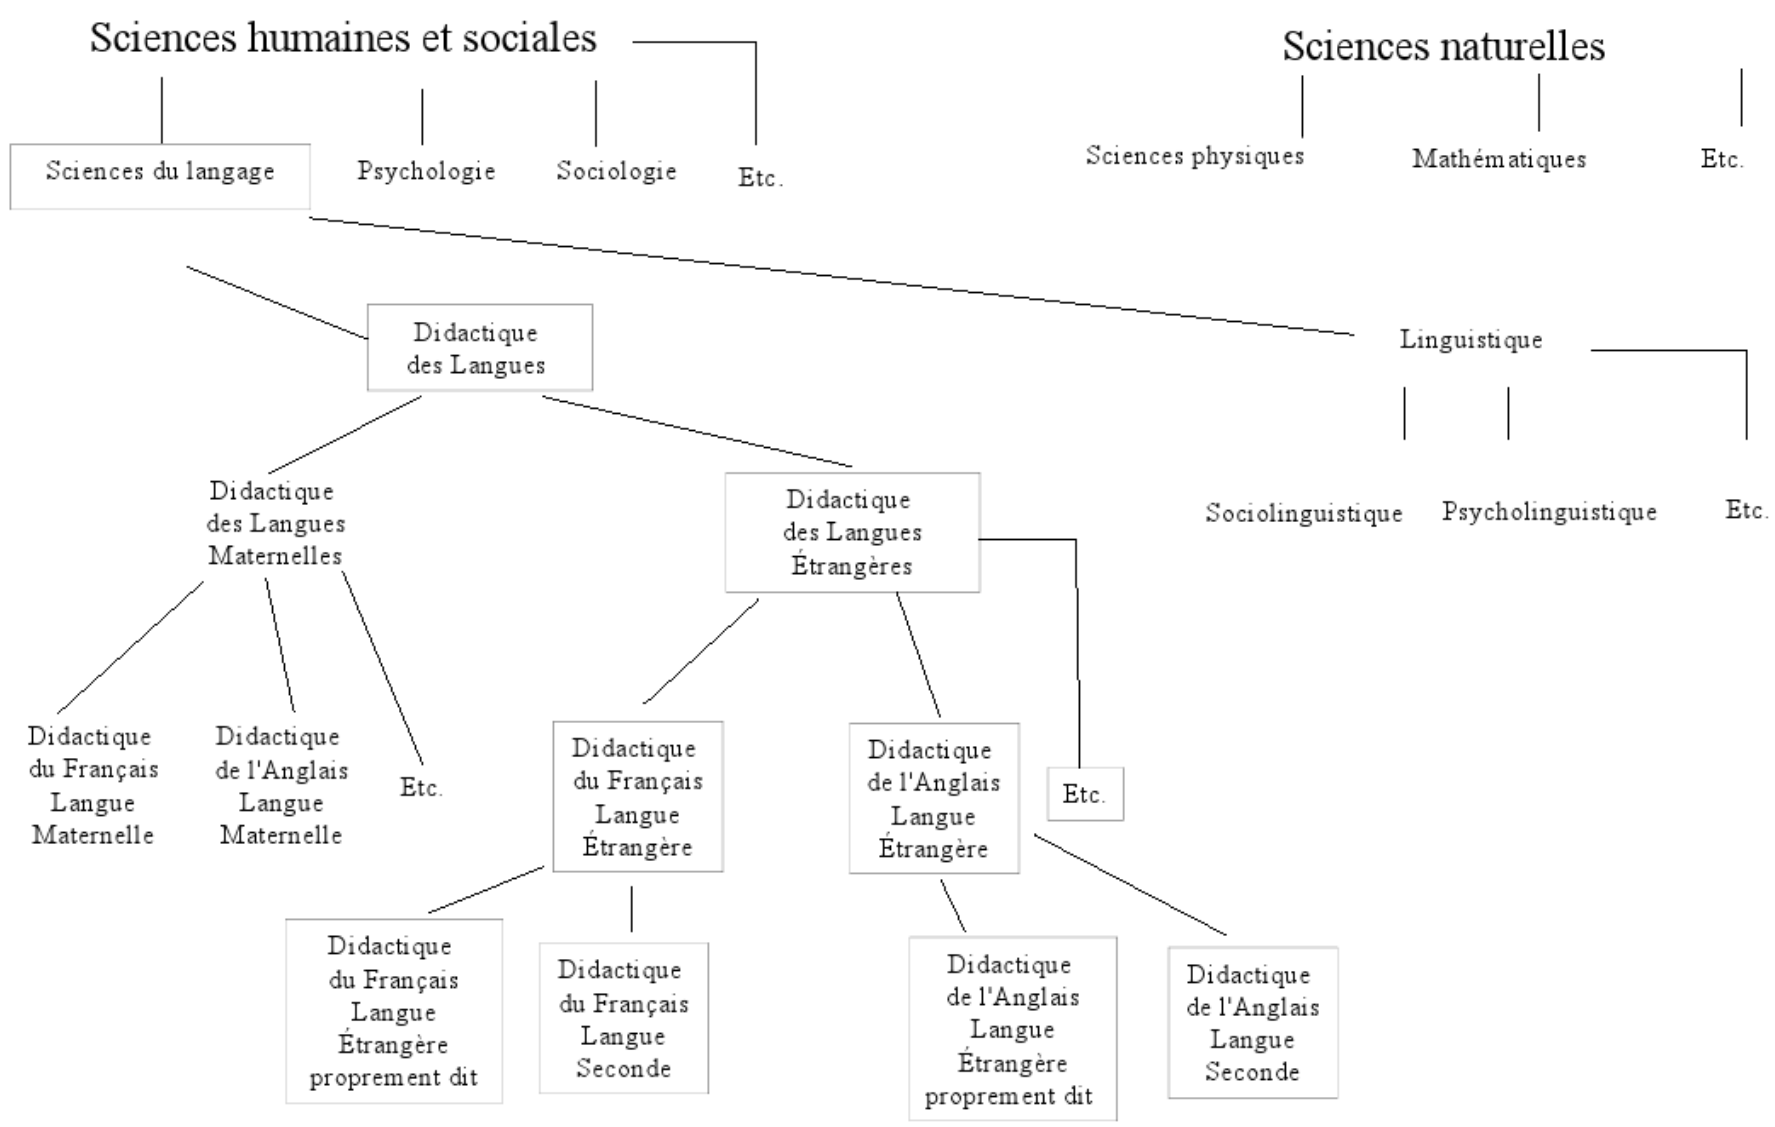 Sciences humaines et sociales
Sciences naturelles
Sciences du langage
Psychologie
Sociologie
Etc.
Sciences physiques
Mathématiques
Etc.
Didactique
des Langues
Linguistique
Didactique
des Langues
Maternelles
Didactique
des Langues
Étrangères
Sociolinguistique
Psycholinguistique
Etc.
Didactique
du Français
Langue
Maternelle
Didactique
de l'Anglais
Langue
Maternelle
Etc.
Didactique
du Français
Langue
Étrangère
Didactique
de l'Anglais
Langue
Étrangère
Etc.
Didactique
du Français
Langue
Étrangère
proprement dit
Didactique
du Français
Langue
Seconde
Didactique
de l'Anglais
Langue
Étrangère
proprement dit
Didactique
de l'Anglais
Langue
Seconde